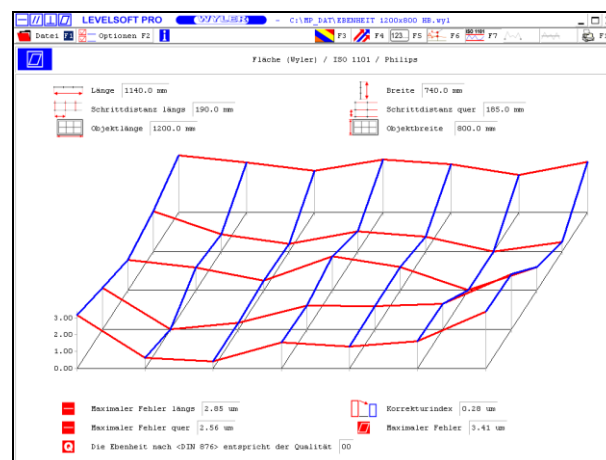 LEVELSOFT PRO WYLER - C:\MP_DAT\EBENHEIT 1200x800 HB.wyl
Datei F1 Optionen F2 i F3 F4 123.. F5 F6 ISO 1101 F7
Fläche (Wyler) / ISO 1101 / Philips
Länge 1140.0 mm Breite 740.0 mm
Schrittdistanz längs 190.0 mm Schrittdistanz quer 185.0 mm
Objektlänge 1200.0 mm Objektbreite 800.0 mm
3.00
2.00
1.00
0.00
Maximaler Fehler längs 2.85 um Korrekturindex 0.28 um
Maximaler Fehler quer 2.56 um Maximaler Fehler 3.41 um
Q Die Ebenheit nach <DIN 876> entspricht der Qualität 00